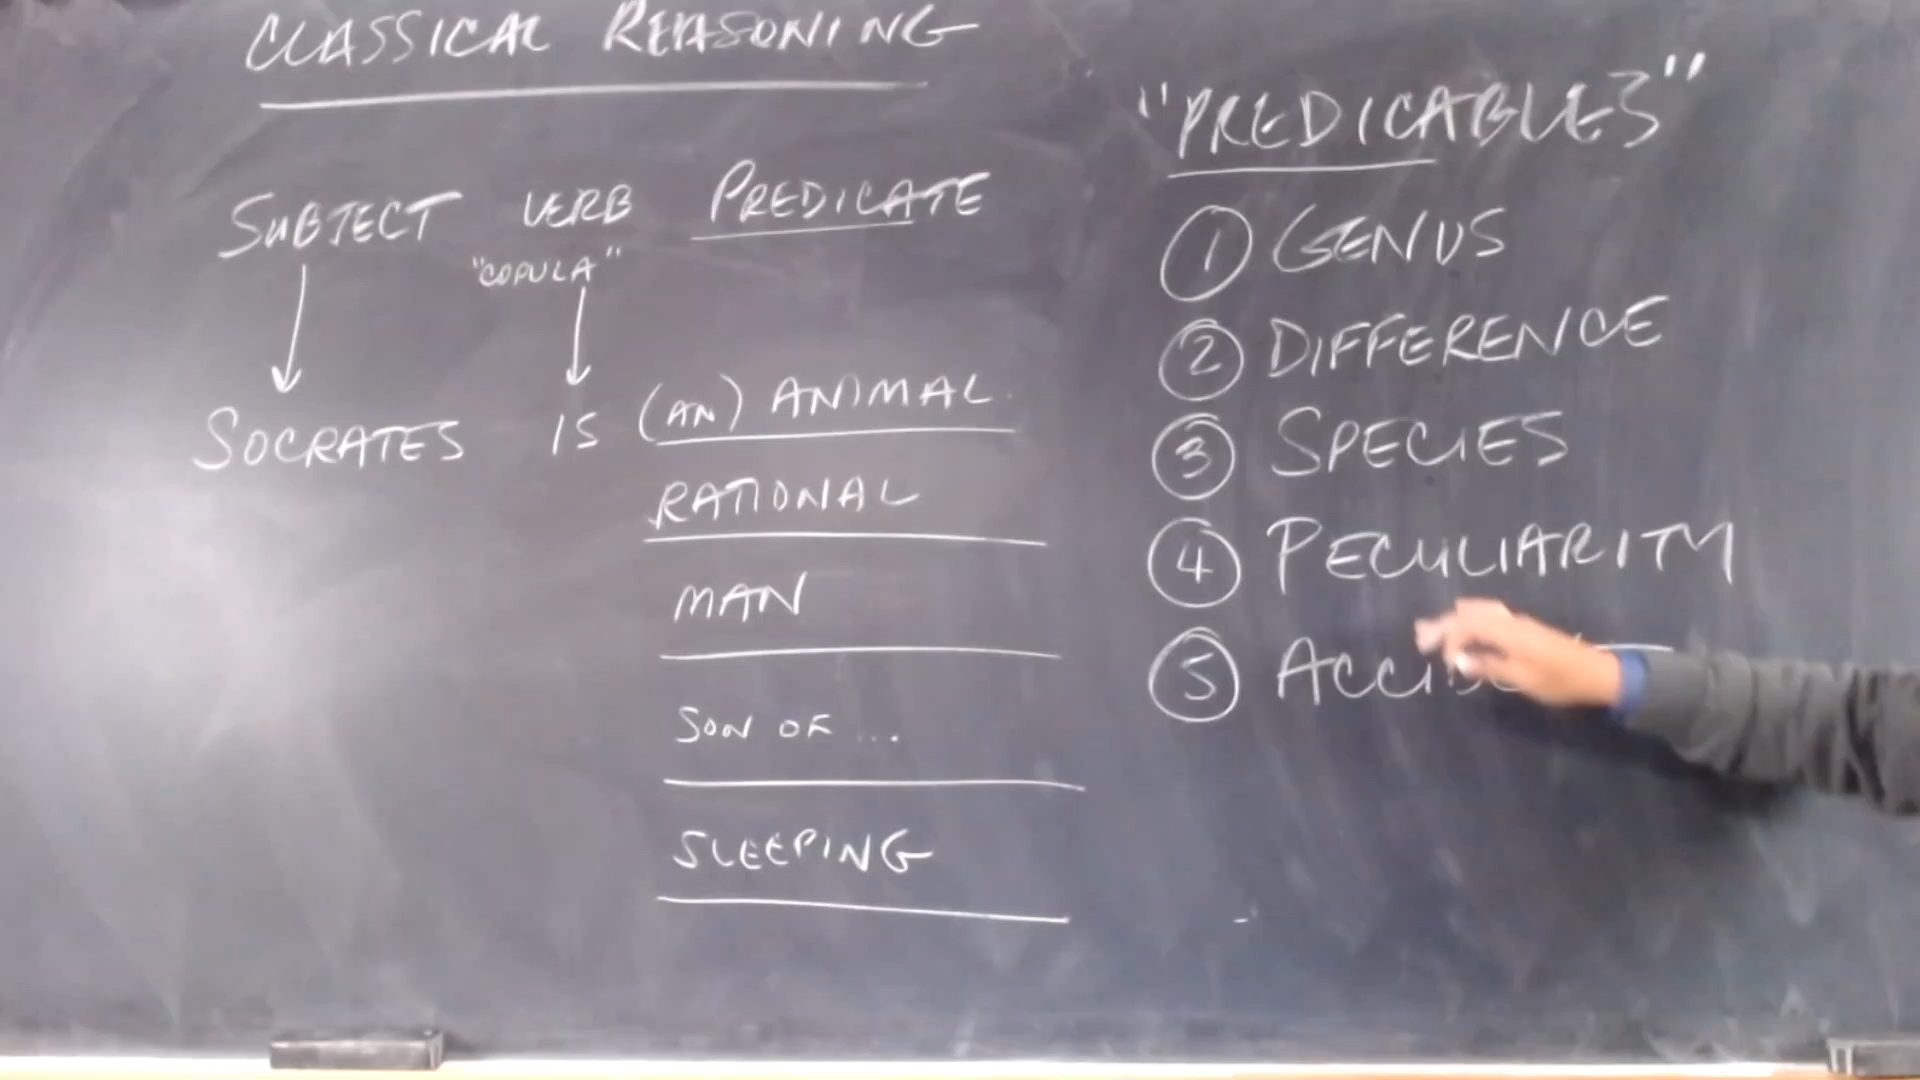 CLASSICAL REASONING
SUBJECT VERB PREDICATE
"COPULA"
SOCRATES IS (AN) ANIMAL
RATIONAL
MAN
SON OF ...
SLEEPING
"PREDICABLES"
1 GENUS
2 DIFFERENCE
3 SPECIES
4 PECULIARITY
5